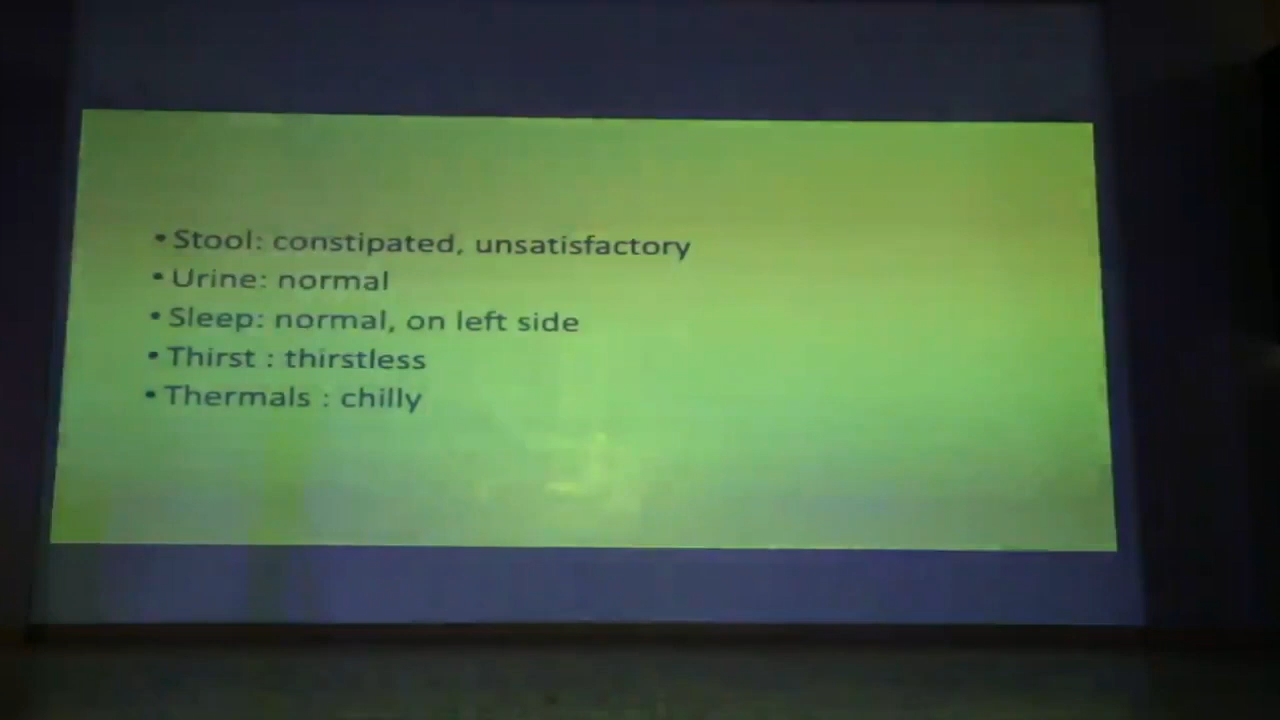 • Stool: constipated, unsatisfactory
• Urine: normal
• Sleep: normal, on left side
• Thirst : thirstless
• Thermals : chilly